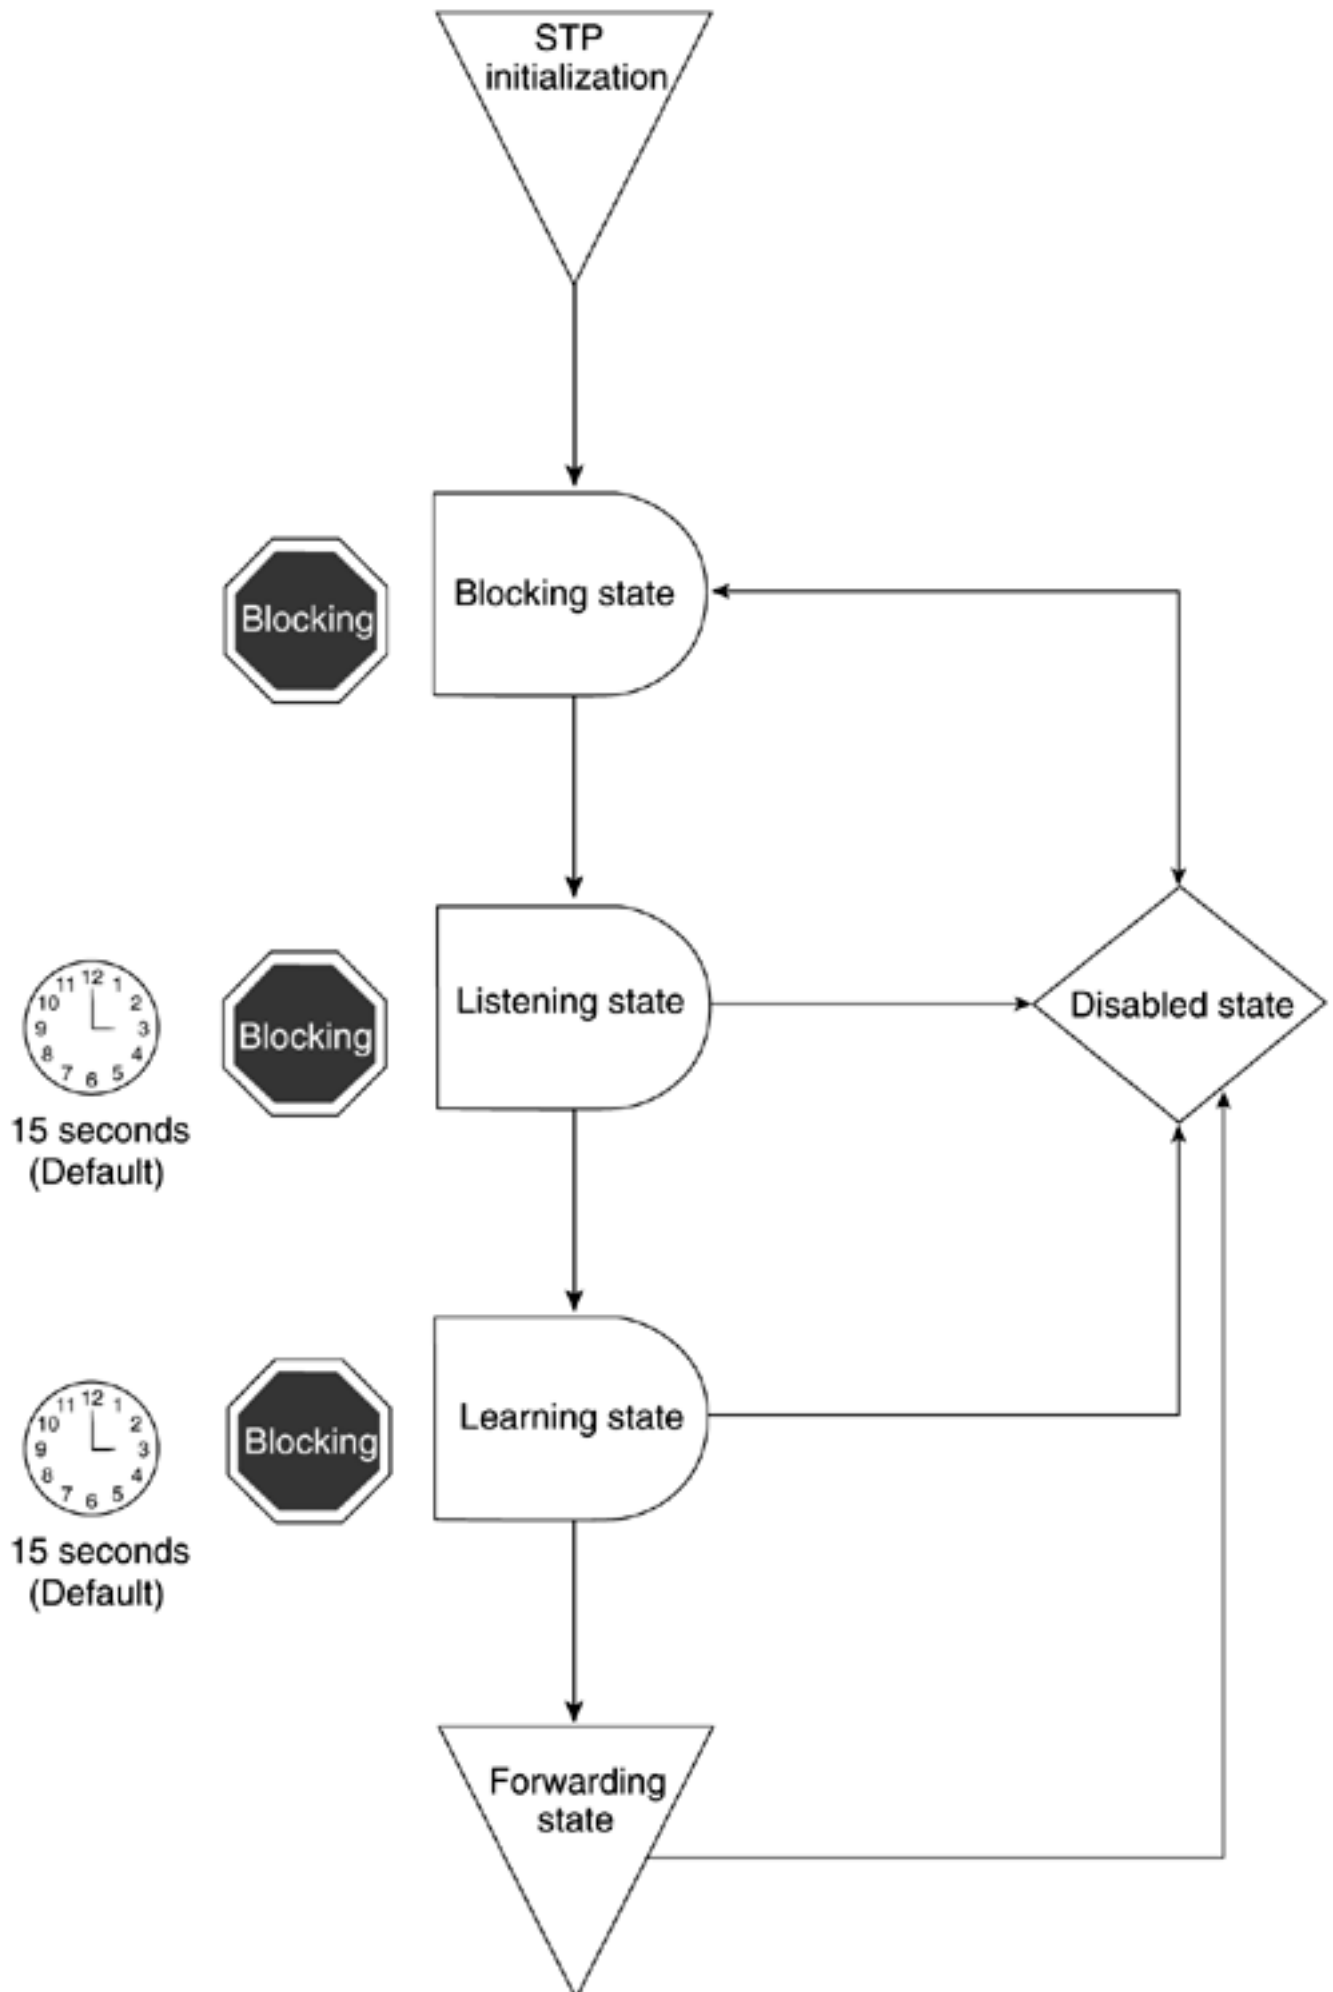 STP
initialization
Blocking
Blocking state
11 12 1
10 2
9 3
8 4
7 6 5
15 seconds
(Default)
Blocking
Listening state
Disabled state
11 12 1
10 2
9 3
8 4
7 6 5
15 seconds
(Default)
Blocking
Learning state
Forwarding
state